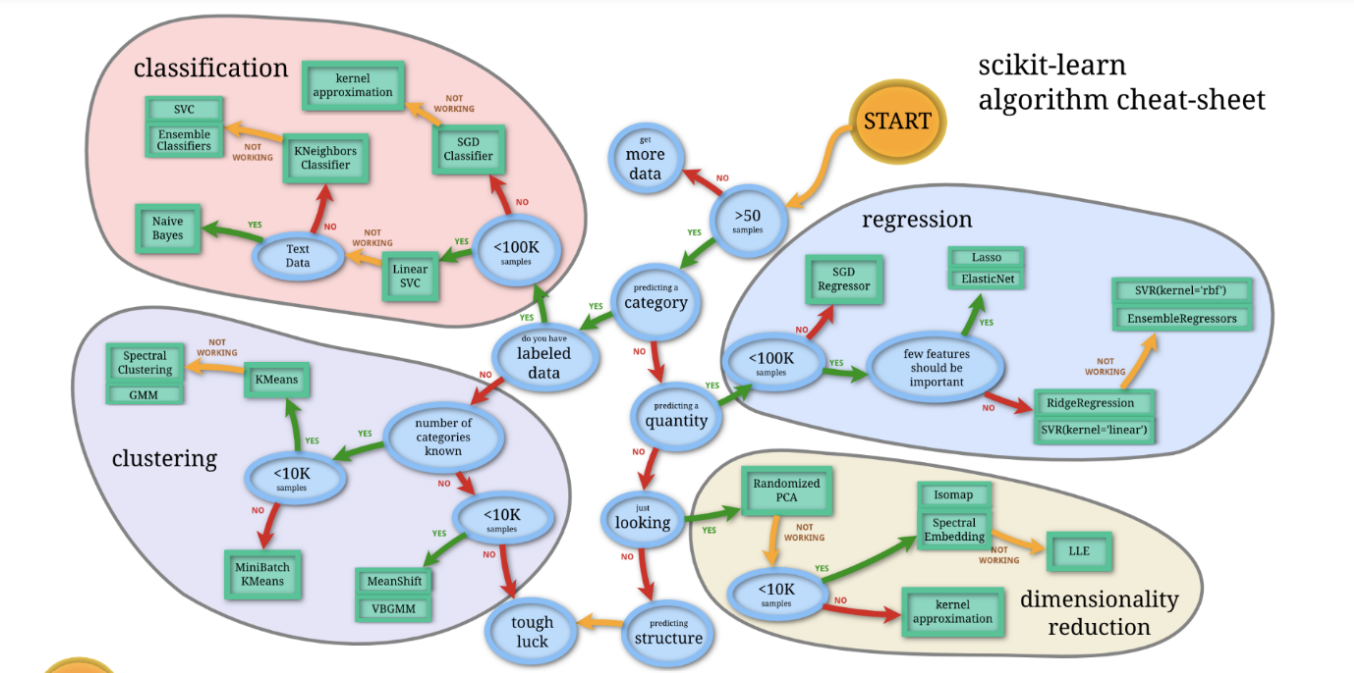 scikit-learn
algorithm cheat-sheet
START
get
more
data
NO
>50
samples
YES
predicting a
category
YES
NO
do you have
labeled
data
YES
NO
predicting a
quantity
YES
NO
just
looking
YES
NO
predicting
structure
tough
luck
classification
kernel
approximation
NOT
WORKING
SGD
Classifier
NO
<100K
samples
YES
Linear
SVC
NOT
WORKING
Text
Data
YES
Naive
Bayes
NO
KNeighbors
Classifier
NOT
WORKING
SVC
Ensemble
Classifiers
clustering
number of
categories
known
YES
NO
<10K
samples
YES
KMeans
NOT
WORKING
Spectral
Clustering
GMM
NO
MiniBatch
KMeans
<10K
samples
YES
MeanShift
VBGMM
NO
regression
<100K
samples
NO
SGD
Regressor
YES
few features
should be
important
YES
Lasso
ElasticNet
NO
RidgeRegression
SVR(kernel='linear')
NOT
WORKING
SVR(kernel='rbf')
EnsembleRegressors
dimensionality
reduction
Randomized
PCA
NOT
WORKING
<10K
samples
YES
Isomap
Spectral
Embedding
NOT
WORKING
LLE
NO
kernel
approximation